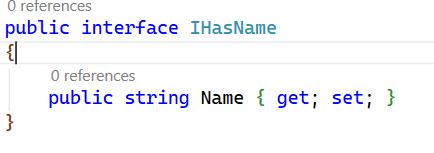 0 references
public interface IHasName
{
0 references
public string Name { get; set; }
}